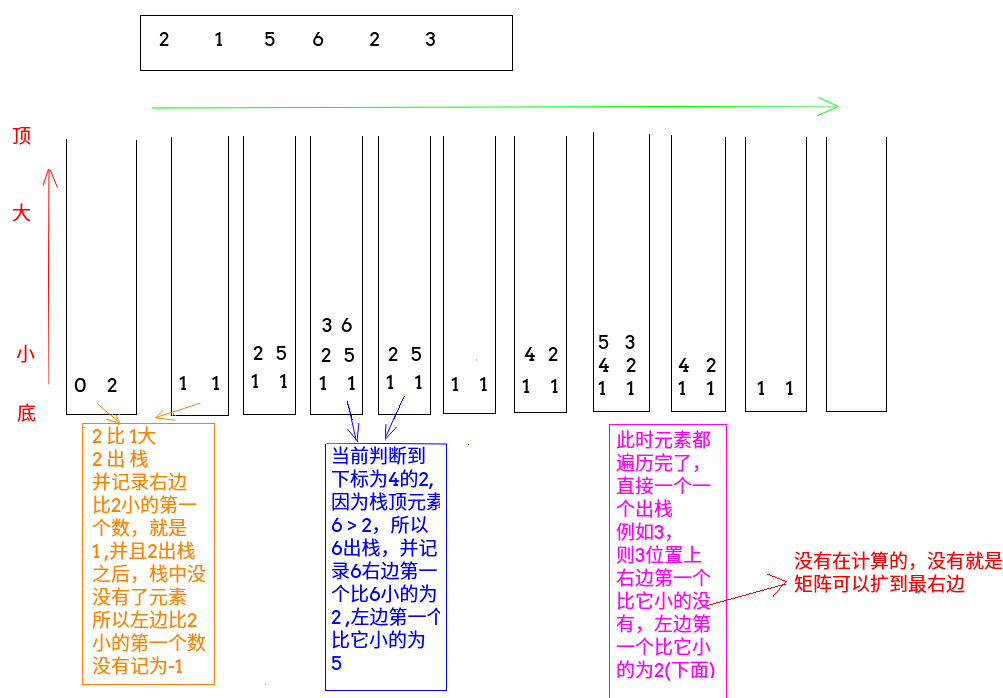 2 1 5 6 2 3
顶
大
小
底
3 6
2 5 2 5 2 5 4 2 5 3
4 2 4 2
0 2 1 1 1 1 1 1 1 1 1 1 1 1 1 1 1 1 1 1
2 比 1大
2 出 栈
并记录右边
比2小的第一
个数，就是
1 ,并且2出栈
之后，栈中没
没有了元素
所以左边比2
小的第一个数
没有记为-1
当前判断到
下标为4的2,
因为栈顶元素
6 > 2，所以
6出栈，并记
录6右边第一
个比6小的为
2 ,左边第一个
比它小的为
5
此时元素都
遍历完了，
直接一个一
个出栈
例如3，
则3位置上
右边第一个
比它小的没
有，左边第
一个比它小
的为2(下面)
没有在计算的，没有就是
矩阵可以扩到最右边